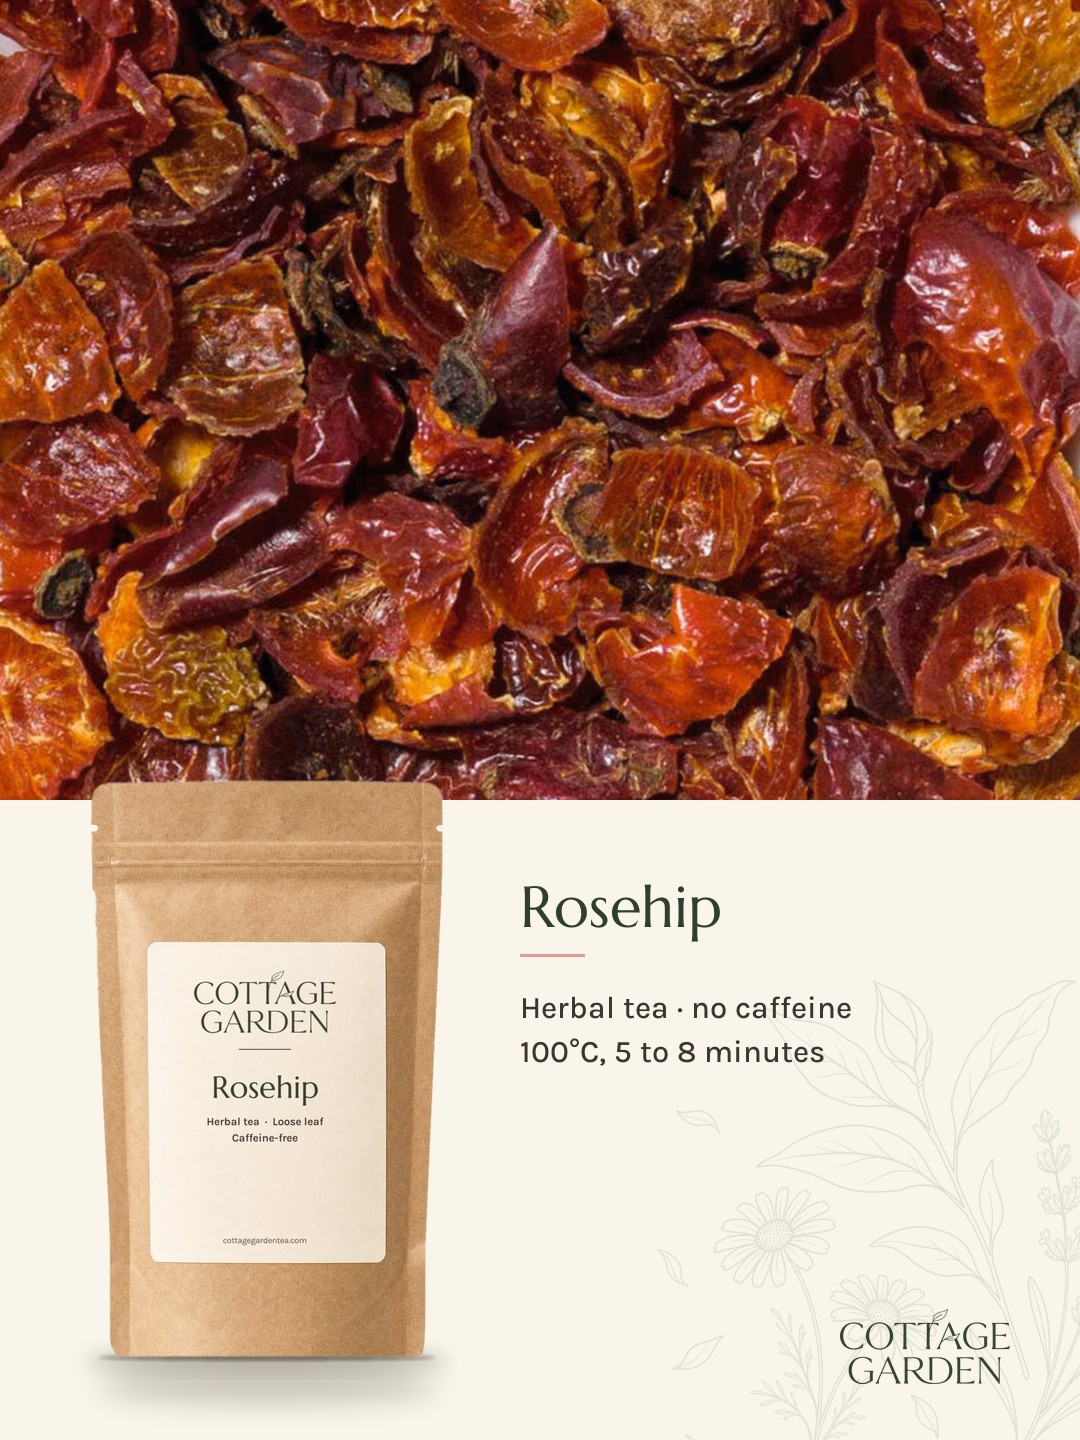 Rosehip
Herbal tea · no caffeine
100°C, 5 to 8 minutes
COTTAGE
GARDEN
Rosehip
Herbal tea · Loose leaf
Caffeine-free
cottagegardentea.com
COTTAGE
GARDEN